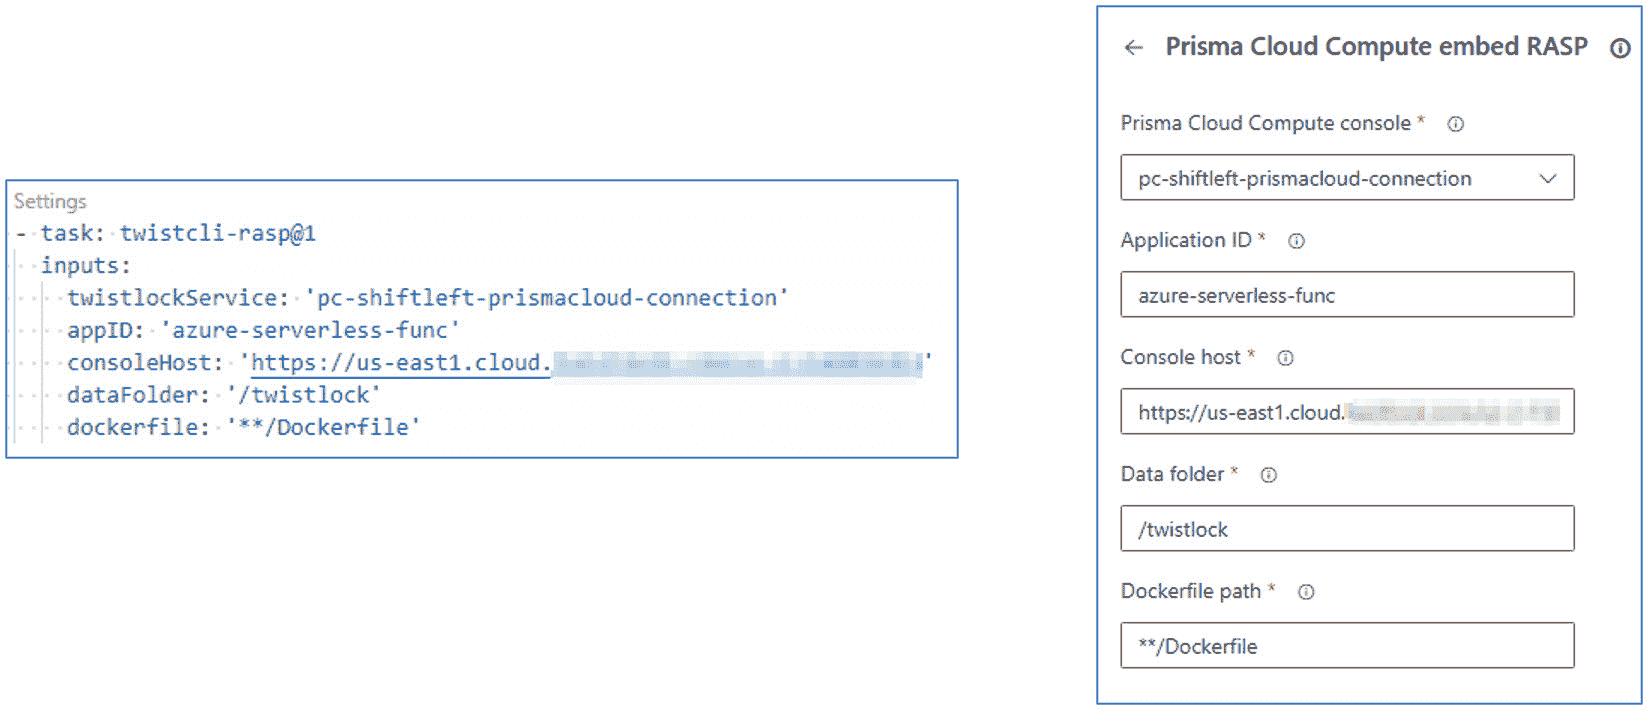 Settings
- task: twistcli-rasp@1
inputs:
twistlockService: 'pc-shiftleft-prismacloud-connection'
appID: 'azure-serverless-func'
consoleHost: 'https://us-east1.cloud.'
dataFolder: '/twistlock'
dockerfile: '**/Dockerfile'
← Prisma Cloud Compute embed RASP
Prisma Cloud Compute console *
pc-shiftleft-prismacloud-connection
Application ID *
azure-serverless-func
Console host *
https://us-east1.cloud.
Data folder *
/twistlock
Dockerfile path *
**/Dockerfile